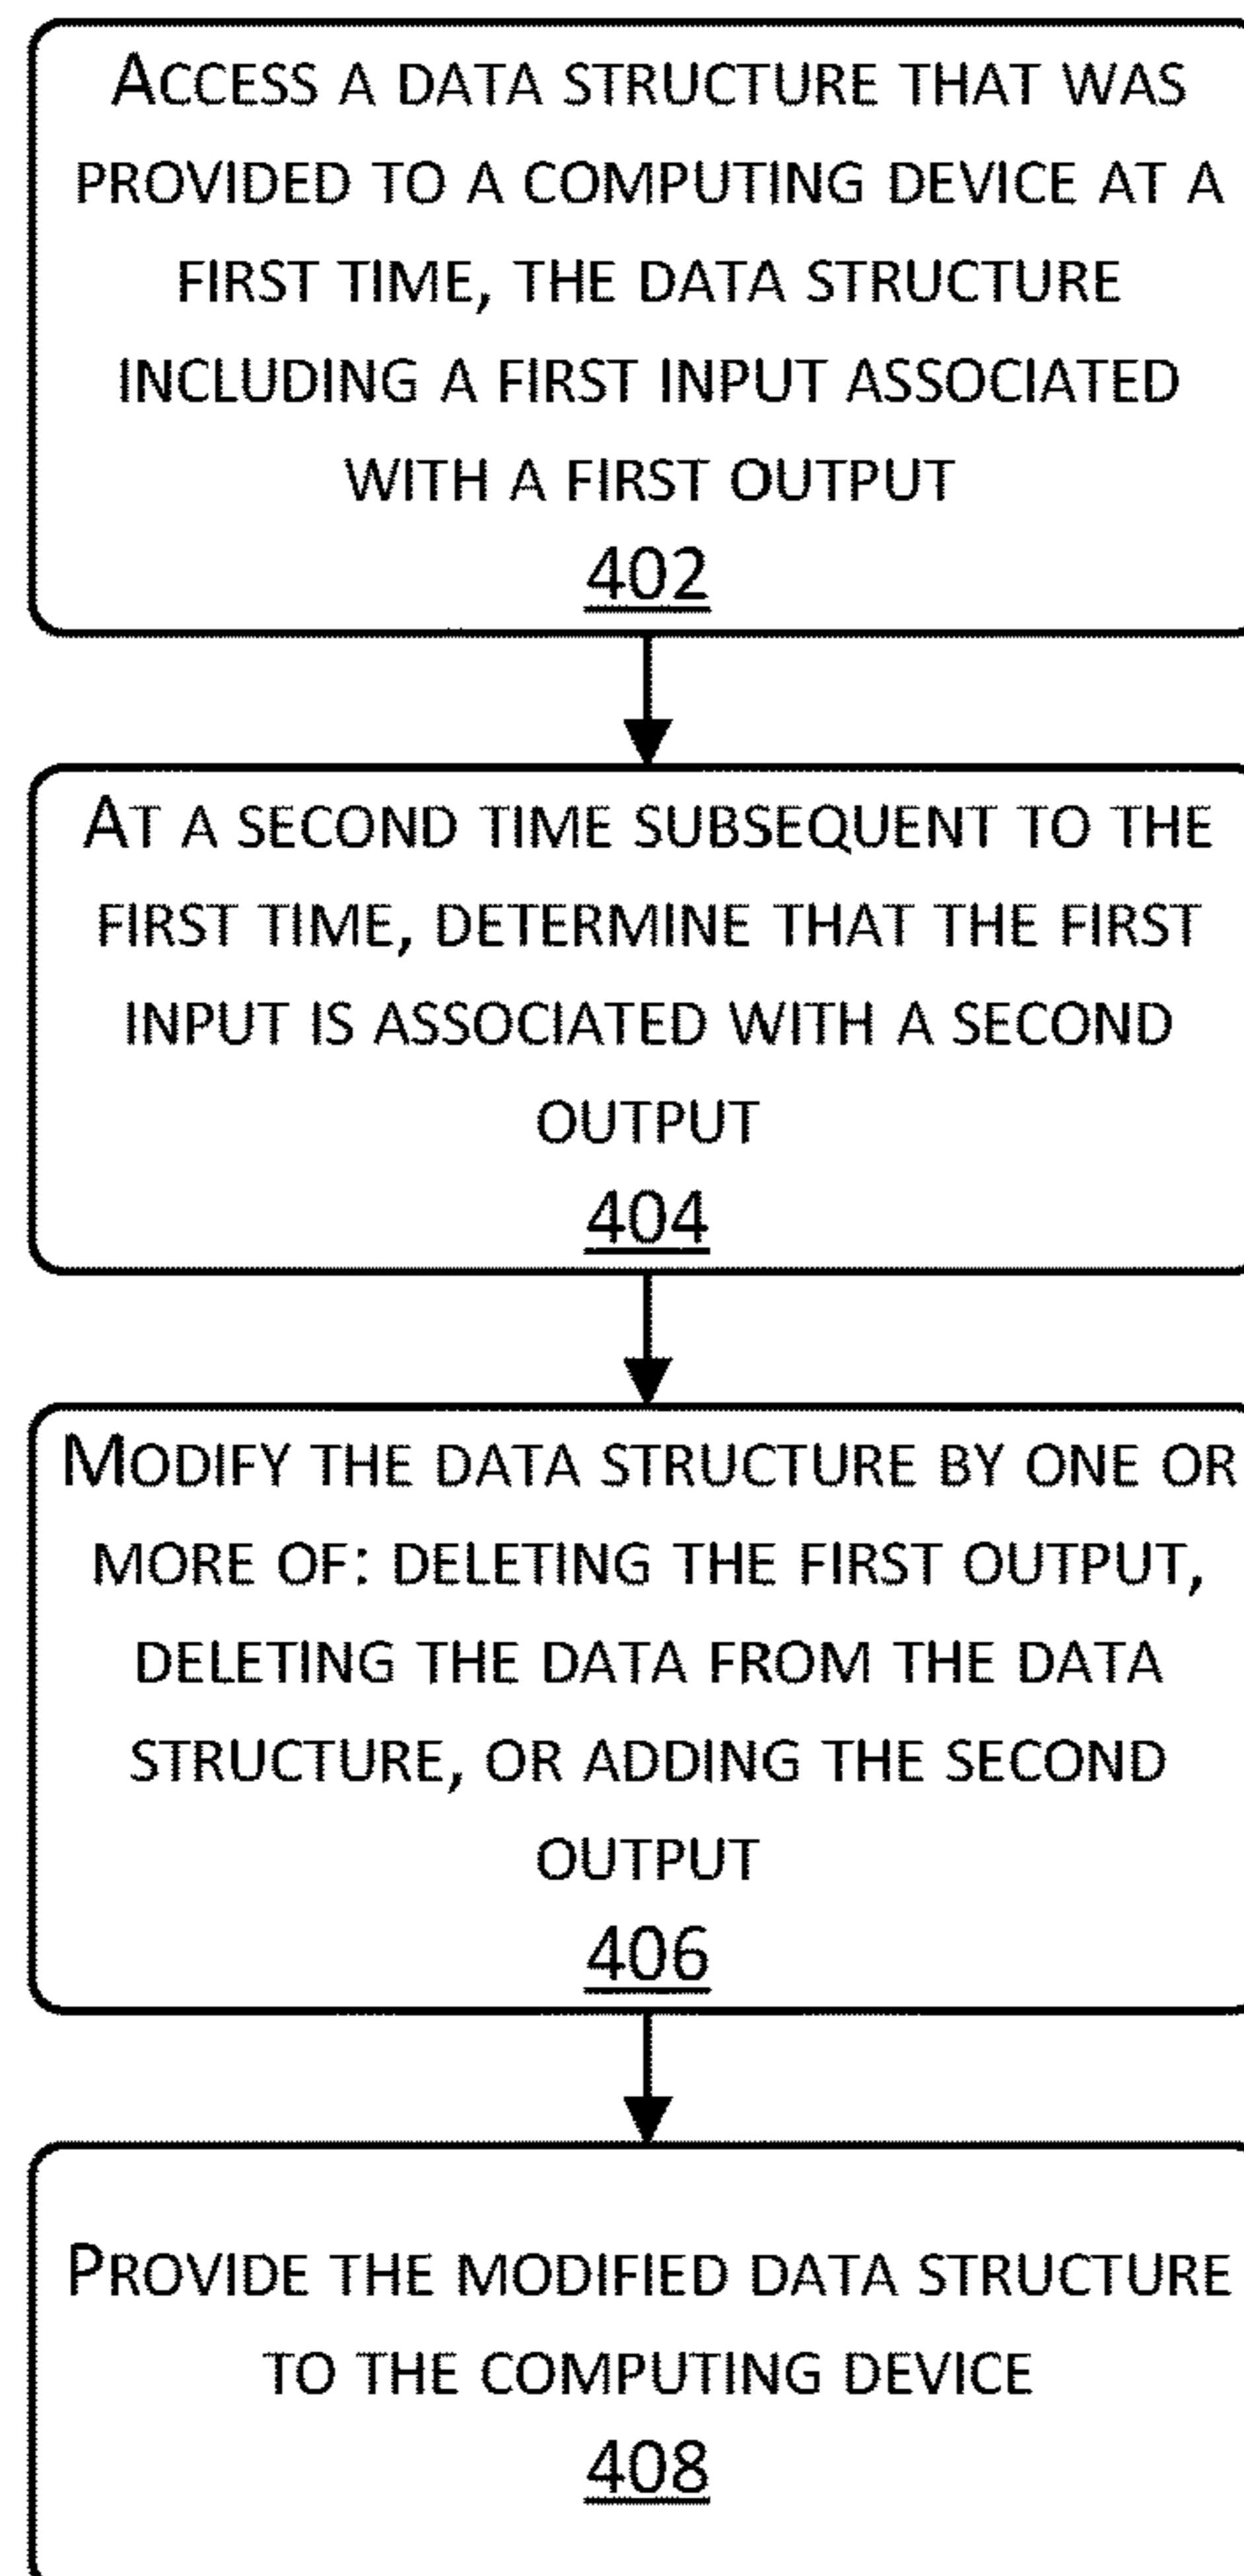 ACCESS A DATA STRUCTURE THAT WAS
PROVIDED TO A COMPUTING DEVICE AT A
FIRST TIME, THE DATA STRUCTURE
INCLUDING A FIRST INPUT ASSOCIATED
WITH A FIRST OUTPUT
402
AT A SECOND TIME SUBSEQUENT TO THE
FIRST TIME, DETERMINE THAT THE FIRST
INPUT IS ASSOCIATED WITH A SECOND
OUTPUT
404
MODIFY THE DATA STRUCTURE BY ONE OR
MORE OF: DELETING THE FIRST OUTPUT,
DELETING THE DATA FROM THE DATA
STRUCTURE, OR ADDING THE SECOND
OUTPUT
406
PROVIDE THE MODIFIED DATA STRUCTURE
TO THE COMPUTING DEVICE
408